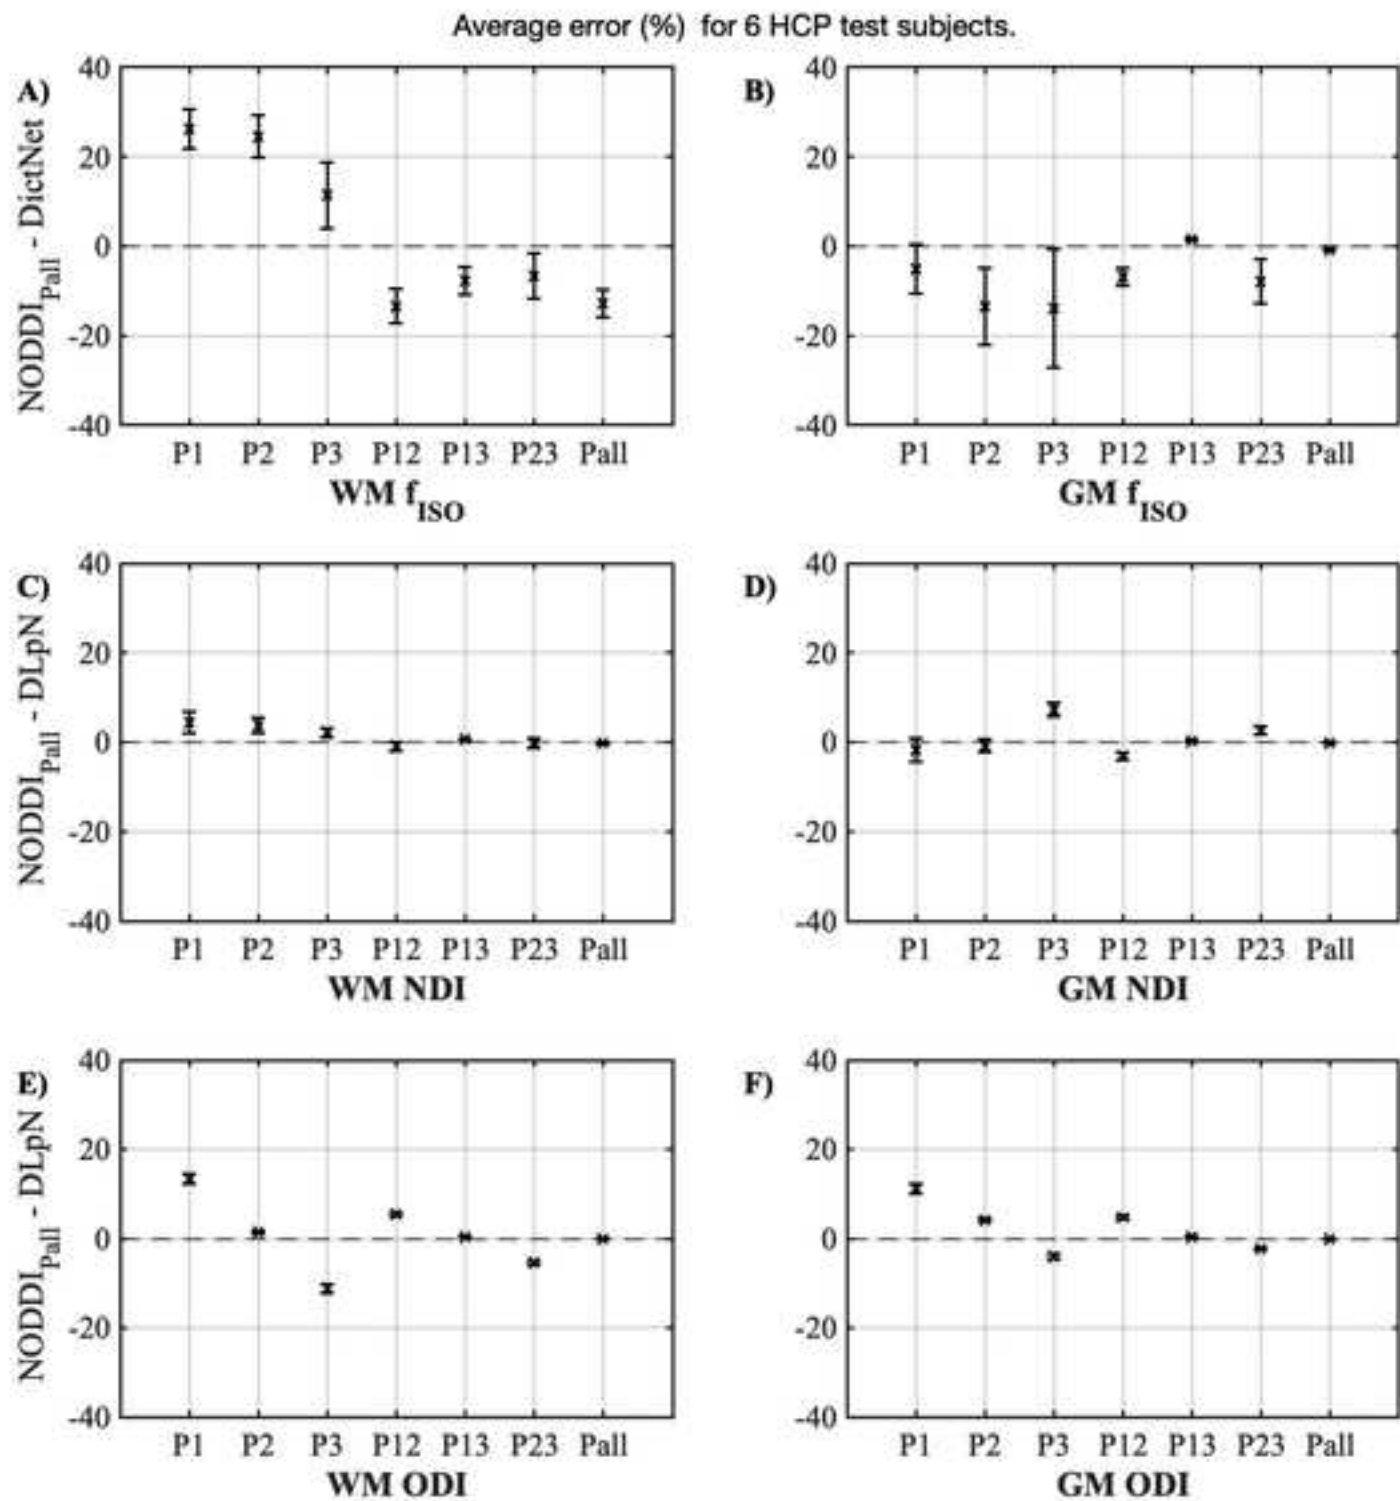 Average error (%) for 6 HCP test subjects.
A)
NODDI_Pall - DictNet
40
20
0
-20
-40
P1 P2 P3 P12 P13 P23 Pall
WM f_ISO
B)
40
20
0
-20
-40
P1 P2 P3 P12 P13 P23 Pall
GM f_ISO
C)
NODDI_Pall - DLpN
40
20
0
-20
-40
P1 P2 P3 P12 P13 P23 Pall
WM NDI
D)
40
20
0
-20
-40
P1 P2 P3 P12 P13 P23 Pall
GM NDI
E)
NODDI_Pall - DLpN
40
20
0
-20
-40
P1 P2 P3 P12 P13 P23 Pall
WM ODI
F)
40
20
0
-20
-40
P1 P2 P3 P12 P13 P23 Pall
GM ODI